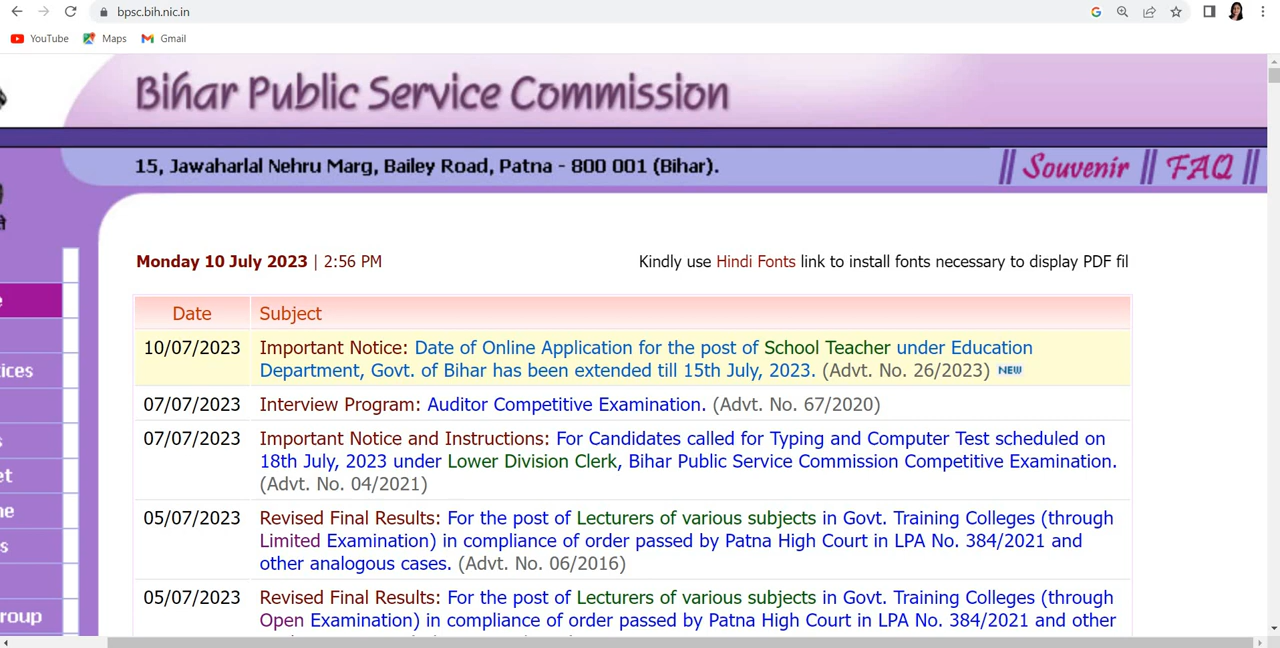 bpsc.bih.nic.in
YouTube Maps Gmail
Bihar Public Service Commission
15, Jawaharlal Nehru Marg, Bailey Road, Patna - 800 001 (Bihar).
|| Souvenir || FAQ ||
Monday 10 July 2023 | 2:56 PM
Kindly use Hindi Fonts link to install fonts necessary to display PDF fil
Date Subject
10/07/2023 Important Notice: Date of Online Application for the post of School Teacher under Education
Department, Govt. of Bihar has been extended till 15th July, 2023. (Advt. No. 26/2023) NEW
07/07/2023 Interview Program: Auditor Competitive Examination. (Advt. No. 67/2020)
07/07/2023 Important Notice and Instructions: For Candidates called for Typing and Computer Test scheduled on
18th July, 2023 under Lower Division Clerk, Bihar Public Service Commission Competitive Examination.
(Advt. No. 04/2021)
05/07/2023 Revised Final Results: For the post of Lecturers of various subjects in Govt. Training Colleges (through
Limited Examination) in compliance of order passed by Patna High Court in LPA No. 384/2021 and
other analogous cases. (Advt. No. 06/2016)
05/07/2023 Revised Final Results: For the post of Lecturers of various subjects in Govt. Training Colleges (through
Open Examination) in compliance of order passed by Patna High Court in LPA No. 384/2021 and other